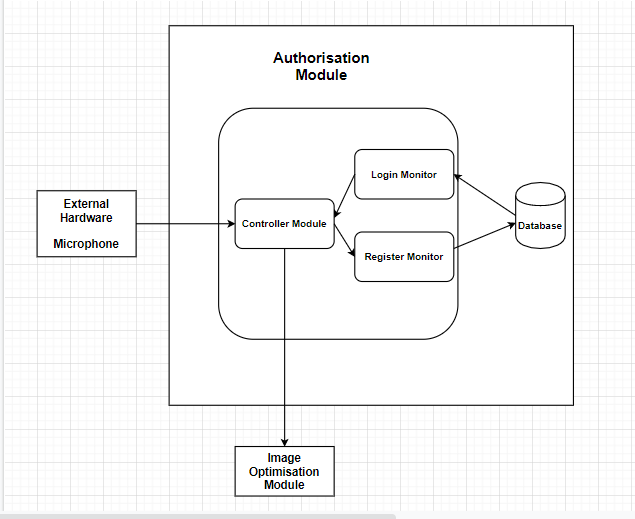 Authorisation
Module
Login Monitor
External
Hardware
Microphone
Controller Module
Database
Register Monitor
Image
Optimisation
Module